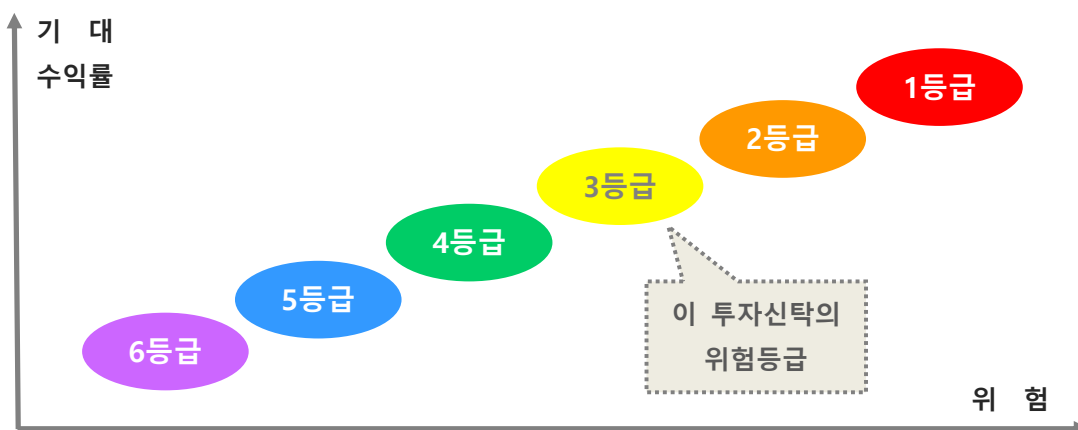 기 대
수익률
1등급
2등급
3등급
4등급
5등급
6등급
이 투자신탁의
위험등급
위 험